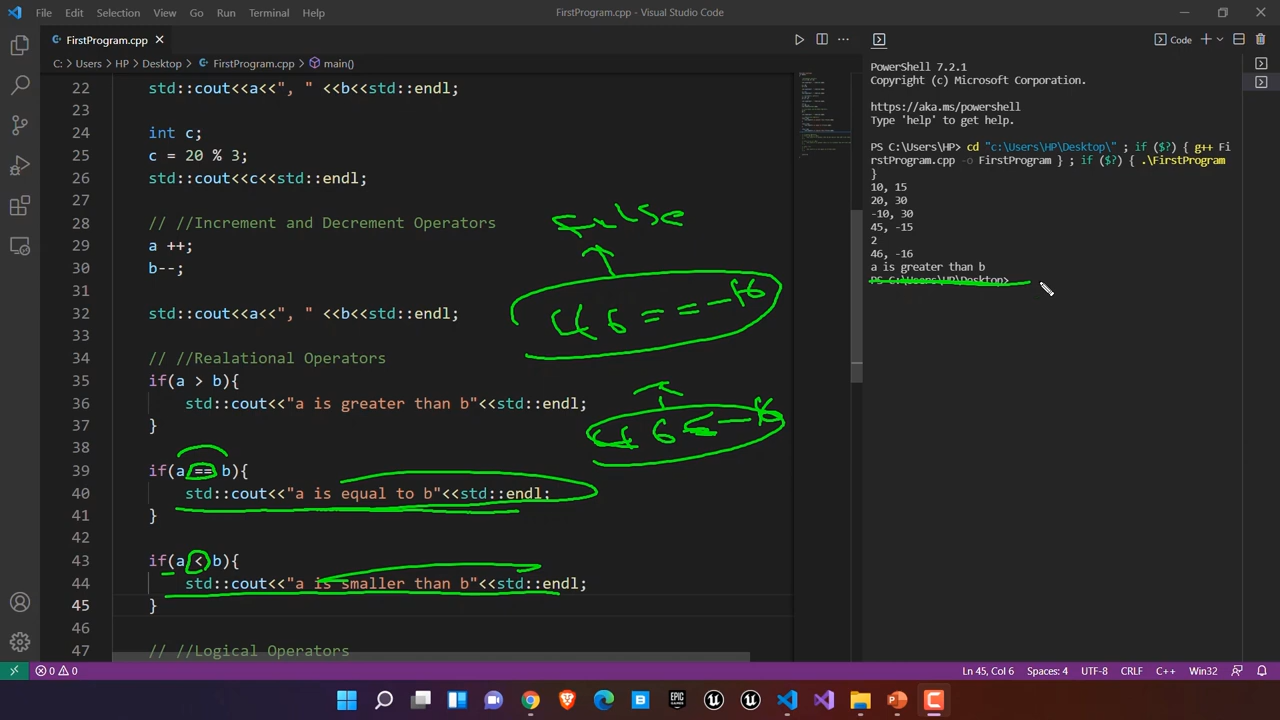 File Edit Selection View Go Run Terminal Help
FirstProgram.cpp - Visual Studio Code
FirstProgram.cpp
C: > Users > HP > Desktop > FirstProgram.cpp > main()
22 std::cout<<a<<", " <<b<<std::endl;
23
24 int c;
25 c = 20 % 3;
26 std::cout<<c<<std::endl;
27
28 // //Increment and Decrement Operators
29 a ++;
30 b--;
31
32 std::cout<<a<<", " <<b<<std::endl;
33
34 // //Realational Operators
35 if(a > b){
36 std::cout<<"a is greater than b"<<std::endl;
37 }
38
39 if(a == b){
40 std::cout<<"a is equal to b"<<std::endl;
41 }
42
43 if(a < b){
44 std::cout<<"a is smaller than b"<<std::endl;
45 }
46
47 // //Logical Operators
false
46 == -16
46 < -16
Code
PowerShell 7.2.1
Copyright (c) Microsoft Corporation.
https://aka.ms/powershell
Type 'help' to get help.
PS C:\Users\HP> cd "c:\Users\HP\Desktop\" ; if ($?) { g++ Fi
rstProgram.cpp -o FirstProgram } ; if ($?) { .\FirstProgram
}
10, 15
20, 30
-10, 30
45, -15
2
46, -16
a is greater than b
PS C:\Users\HP\Desktop>
0 0
Ln 45, Col 6 Spaces: 4 UTF-8 CRLF C++ Win32
EPIC GAMES